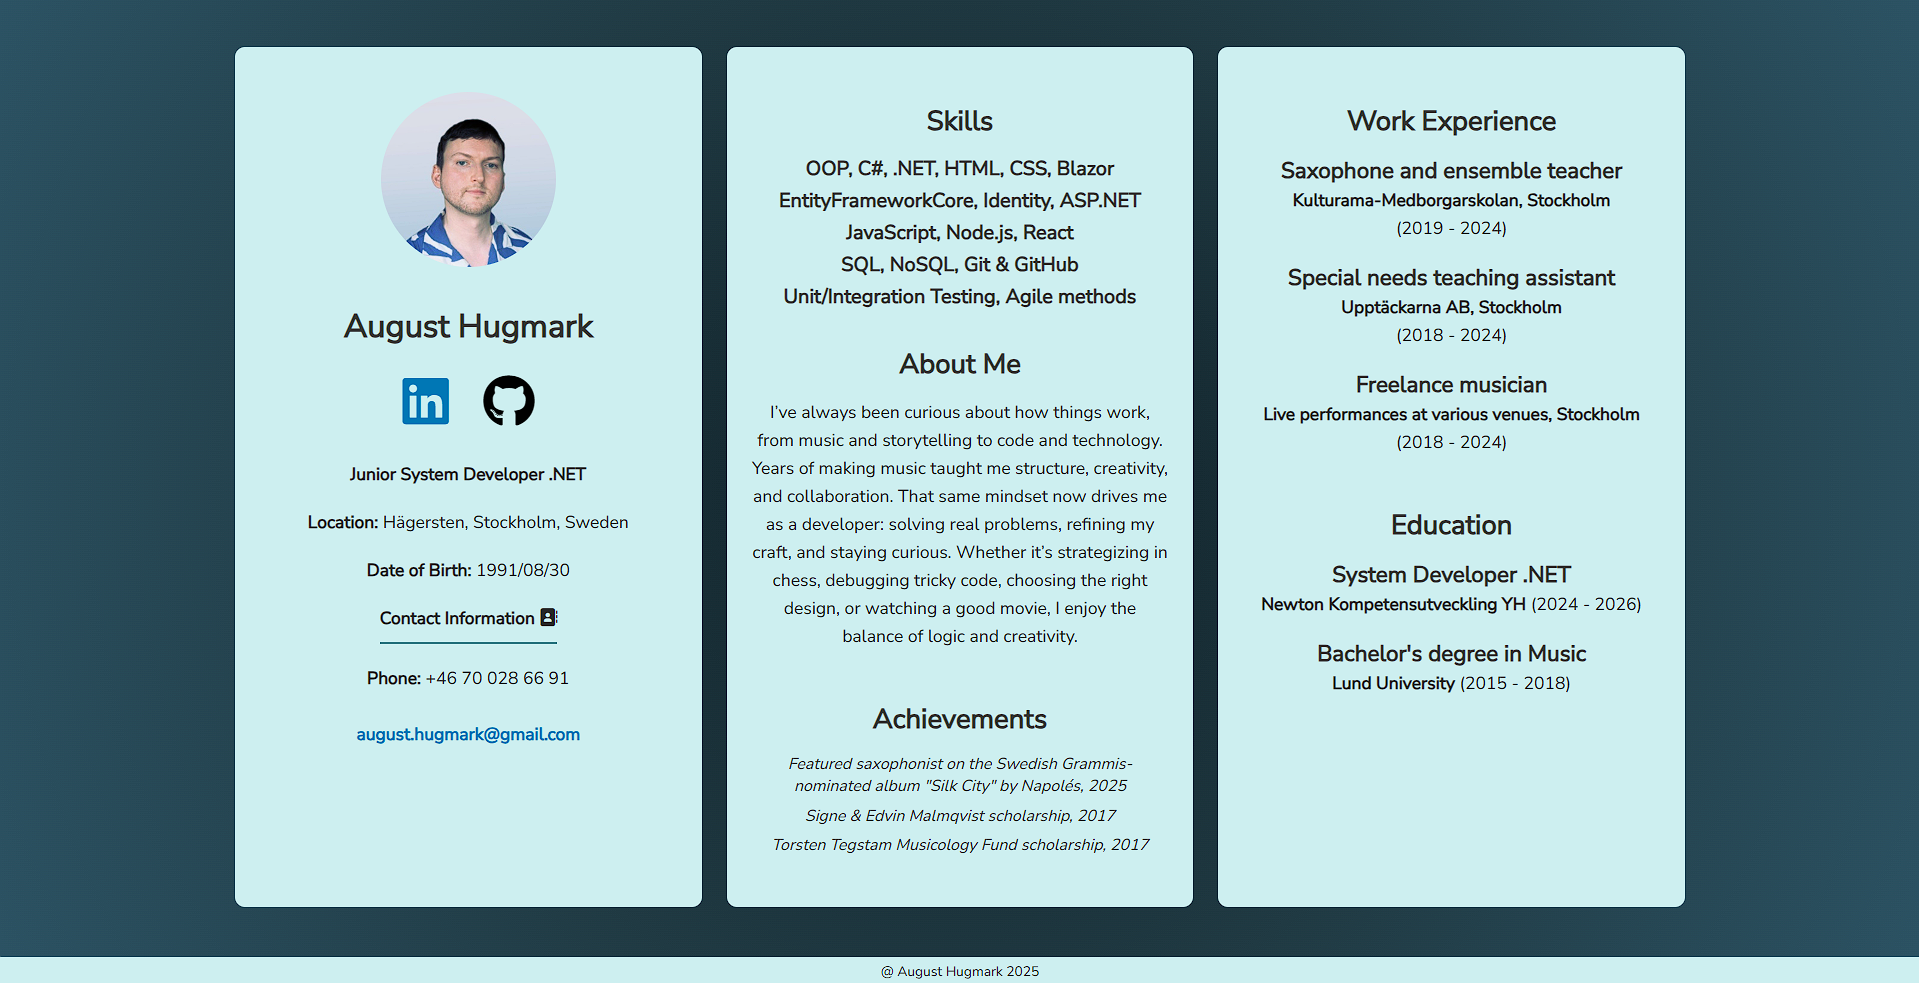 August Hugmark
in
Junior System Developer .NET
Location: Hägersten, Stockholm, Sweden
Date of Birth: 1991/08/30
Contact Information
Phone: +46 70 028 66 91
august.hugmark@gmail.com
Skills
OOP, C#, .NET, HTML, CSS, Blazor
EntityFrameworkCore, Identity, ASP.NET
JavaScript, Node.js, React
SQL, NoSQL, Git & GitHub
Unit/Integration Testing, Agile methods
About Me
I’ve always been curious about how things work,
from music and storytelling to code and technology.
Years of making music taught me structure, creativity,
and collaboration. That same mindset now drives me
as a developer: solving real problems, refining my
craft, and staying curious. Whether it’s strategizing in
chess, debugging tricky code, choosing the right
design, or watching a good movie, I enjoy the
balance of logic and creativity.
Achievements
Featured saxophonist on the Swedish Grammis-
nominated album "Silk City" by Napolés, 2025
Signe & Edvin Malmqvist scholarship, 2017
Torsten Tegstam Musicology Fund scholarship, 2017
Work Experience
Saxophone and ensemble teacher
Kulturama-Medborgarskolan, Stockholm
(2019 - 2024)
Special needs teaching assistant
Upptäckarna AB, Stockholm
(2018 - 2024)
Freelance musician
Live performances at various venues, Stockholm
(2018 - 2024)
Education
System Developer .NET
Newton Kompetensutveckling YH (2024 - 2026)
Bachelor's degree in Music
Lund University (2015 - 2018)
@ August Hugmark 2025